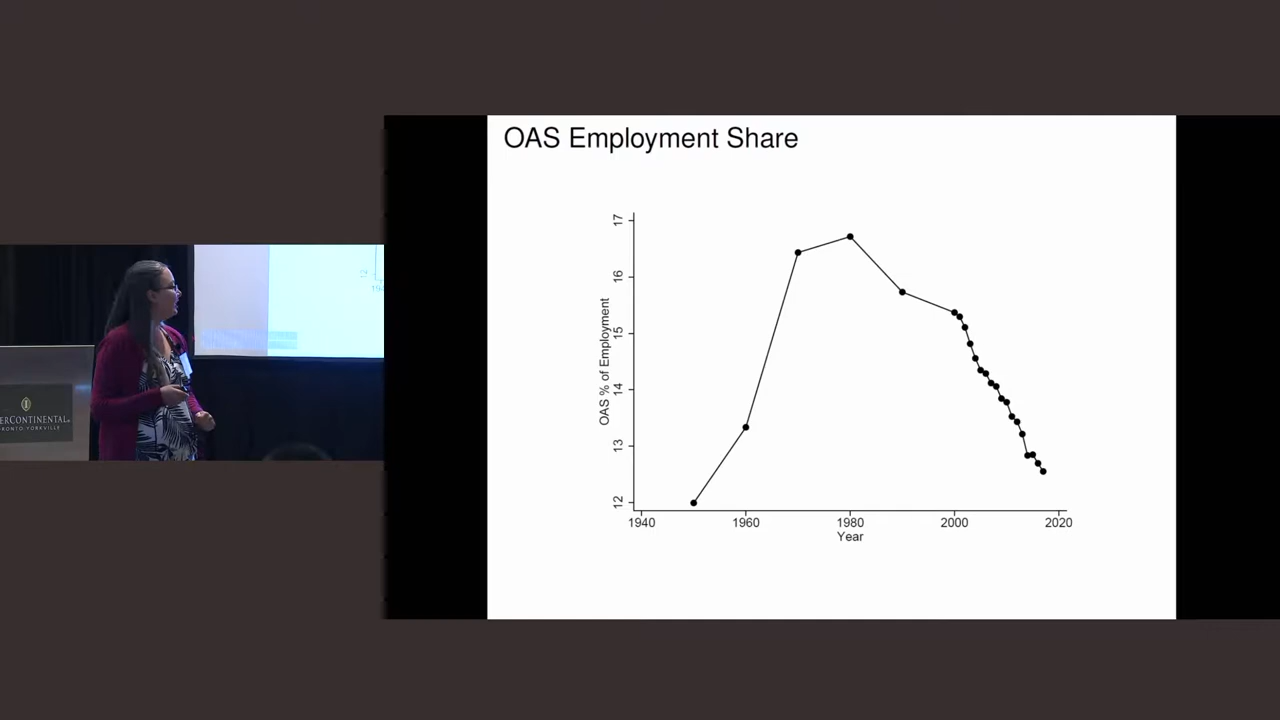 OAS Employment Share
17
16
15
14
13
12
OAS % of Employment
1940 1960 1980 2000 2020
Year
ERCONTINENTAL
RONTO YORKVILLE